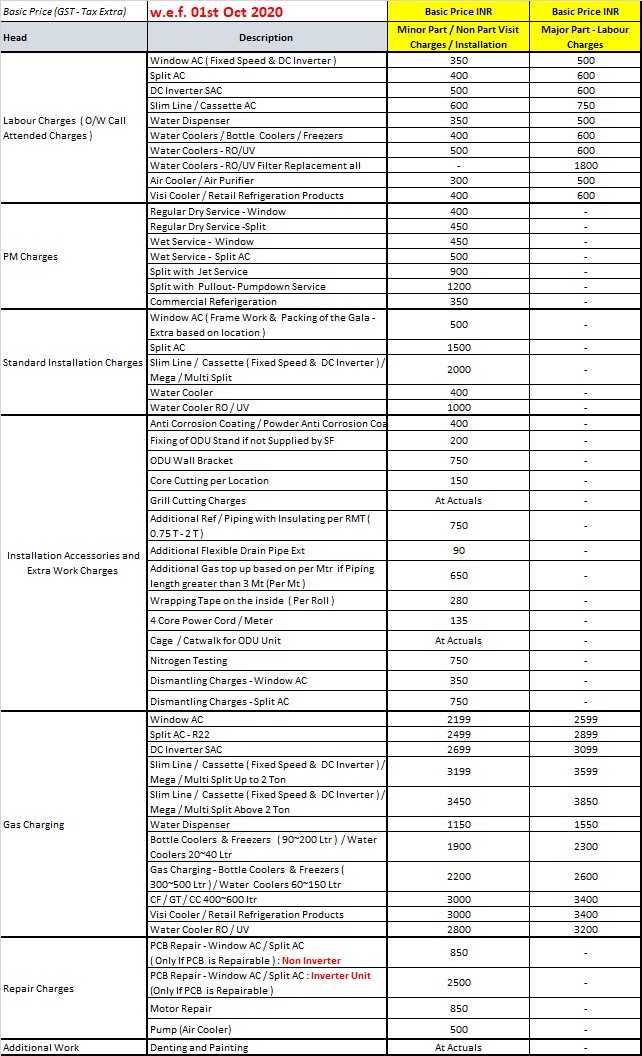 Basic Price (GST - Tax Extra) w.e.f. 01st Oct 2020 Basic Price INR Basic Price INR
Head Description Minor Part / Non Part Visit Charges / Installation Major Part - Labour Charges
Labour Charges ( O/W Call Attended Charges )
Window AC ( Fixed Speed & DC Inverter ) 350 500
Split AC 400 600
DC Inverter SAC 500 600
Slim Line / Cassette AC 600 750
Water Dispenser 350 500
Water Coolers / Bottle Coolers / Freezers 400 600
Water Coolers - RO/UV 500 600
Water Coolers - RO/UV Filter Replacement all - 1800
Air Cooler / Air Purifier 300 500
Visi Cooler / Retail Refrigeration Products 400 600
PM Charges
Regular Dry Service - Window 400 -
Regular Dry Service -Split 450 -
Wet Service - Window 450 -
Wet Service - Split AC 500 -
Split with Jet Service 900 -
Split with Pullout- Pumpdown Service 1200 -
Commercial Referigeration 350 -
Standard Installation Charges
Window AC ( Frame Work & Packing of the Gala -
Extra based on location ) 500 -
Split AC 1500 -
Slim Line / Cassette ( Fixed Speed & DC Inverter ) /
Mega / Multi Split 2000 -
Water Cooler 400 -
Water Cooler RO / UV 1000 -
Installation Accessories and Extra Work Charges
Anti Corrosion Coating / Powder Anti Corrosion Coa 400 -
Fixing of ODU Stand if not Supplied by SF 200 -
ODU Wall Bracket 750 -
Core Cutting per Location 150 -
Grill Cutting Charges At Actuals -
Additional Ref / Piping with Insulating per RMT (
0.75 T - 2 T ) 750 -
Additional Flexible Drain Pipe Ext 90 -
Additional Gas top up based on per Mtr if Piping
length greater than 3 Mt (Per Mt ) 650 -
Wrapping Tape on the inside ( Per Roll ) 280 -
4 Core Power Cord / Meter 135 -
Cage / Catwalk for ODU Unit At Actuals -
Nitrogen Testing 750 -
Dismantling Charges - Window AC 350 -
Dismantling Charges - Split AC 750 -
Gas Charging
Window AC 2199 2599
Split AC - R22 2499 2899
DC Inverter SAC 2699 3099
Slim Line / Cassette ( Fixed Speed & DC Inverter ) /
Mega / Multi Split Up to 2 Ton 3199 3599
Slim Line / Cassette ( Fixed Speed & DC Inverter ) /
Mega / Multi Split Above 2 Ton 3450 3850
Water Dispenser 1150 1550
Bottle Coolers & Freezers ( 90~200 Ltr ) / Water
Coolers 20~40 Ltr 1900 2300
Gas Charging - Bottle Coolers & Freezers (
300~500 Ltr ) / Water Coolers 60~150 Ltr 2200 2600
CF / GT / CC 400~600 ltr 3000 3400
Visi Cooler / Retail Refrigeration Products 3000 3400
Water Cooler RO / UV 2800 3200
Repair Charges
PCB Repair - Window AC / Split AC
( Only If PCB is Repairable ) : Non Inverter 850 -
PCB Repair - Window AC / Split AC : Inverter Unit
(Only If PCB is Repairable ) 2500 -
Motor Repair 850 -
Pump (Air Cooler) 500 -
Additional Work Denting and Painting At Actuals -